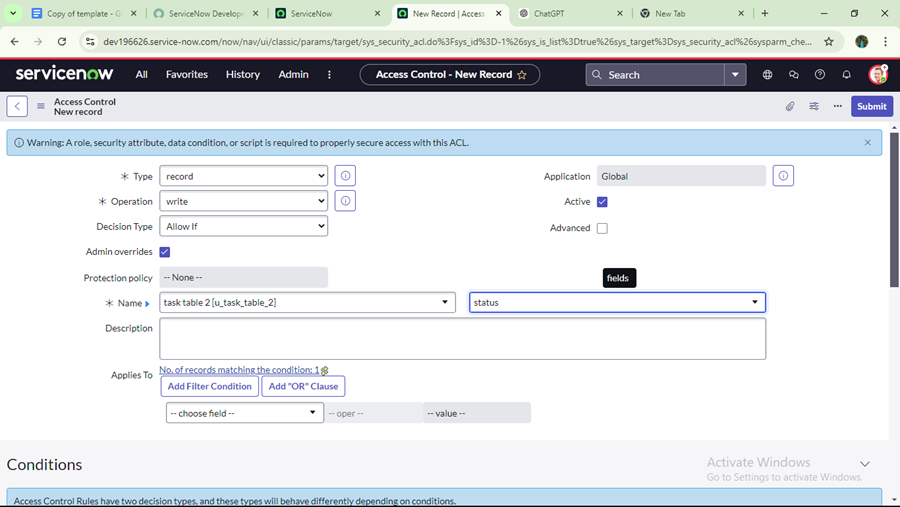 Copy of template - G
ServiceNow Develope
ServiceNow
New Record | Access
ChatGPT
New Tab
dev196626.service-now.com/now/nav/ui/classic/params/target/sys_security_acl.do%3Fsys_id%3D-1%26sys_is_list%3Dtrue%26sys_target%3Dsys_security_acl%26sysparm_che...
servicenow
All Favorites History Admin
Access Control - New Record
Search
Access Control
New record
Submit
Warning: A role, security attribute, data condition, or script is required to properly secure access with this ACL.
Type record
Application Global
Operation write
Active
Decision Type Allow If
Advanced
Admin overrides
Protection policy -- None --
fields
Name task table 2 [u_task_table_2] status
Description
Applies To No. of records matching the condition: 1
Add Filter Condition Add "OR" Clause
-- choose field -- -- oper -- -- value --
Conditions
Activate Windows
Go to Settings to activate Windows.
Access Control Rules have two decision types, and these types will behave differently depending on conditions.